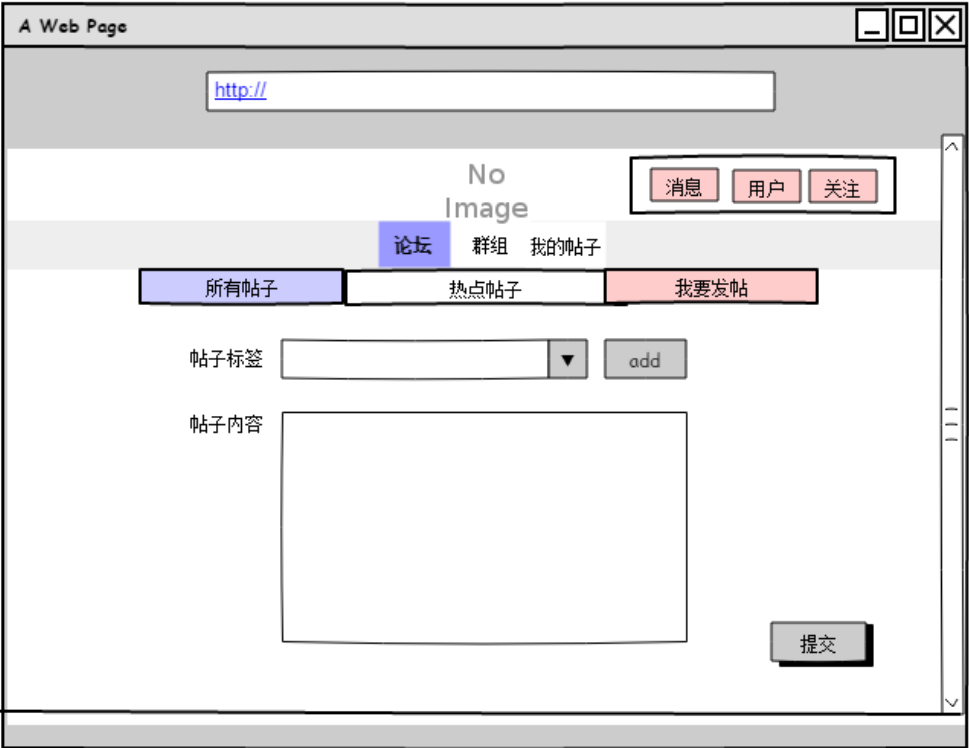 A Web Page
http://
No
Image
消息 用户 关注
论坛 群组 我的帖子
所有帖子 热点帖子 我要发帖
帖子标签 add
帖子内容
提交